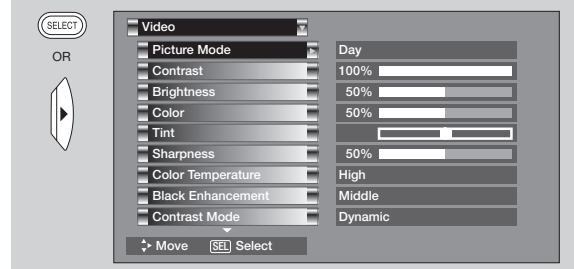 SELECT
OR
Video
Picture Mode Day
Contrast 100%
Brightness 50%
Color 50%
Tint
Sharpness 50%
Color Temperature High
Black Enhancement Middle
Contrast Mode Dynamic
Move SEL Select